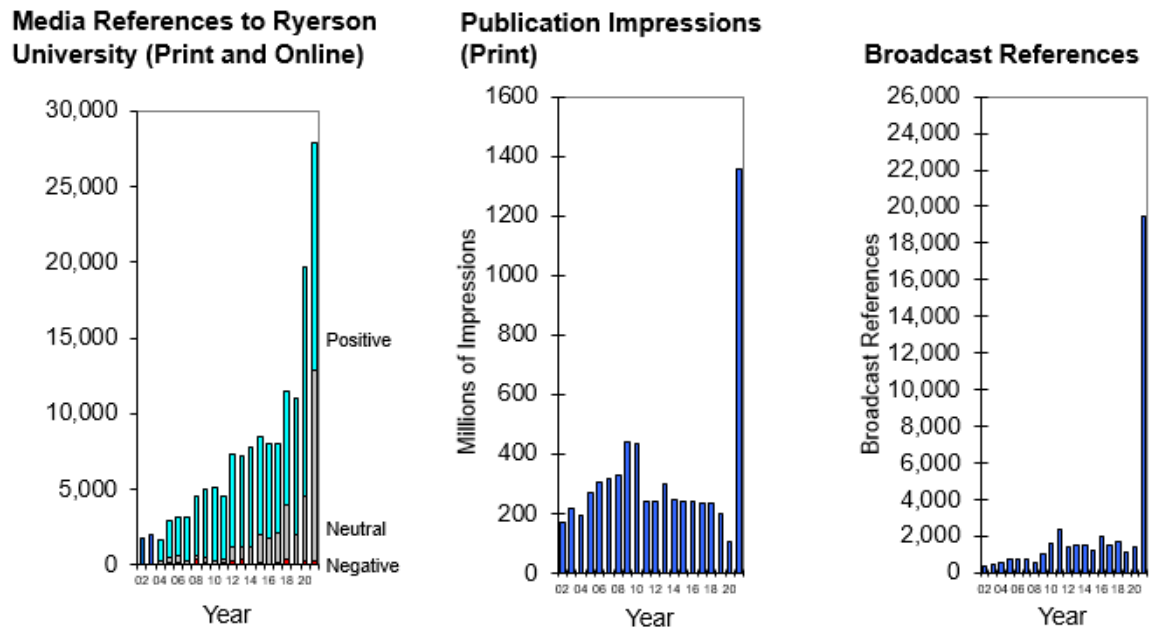 Media References to Ryerson
University (Print and Online)
30,000
25,000
20,000
15,000
10,000
5,000
0
Positive
Neutral
Negative
02 04 06 08 10 12 14 16 18 20
Year
Publication Impressions
(Print)
Millions of Impressions
1600
1400
1200
1000
800
600
400
200
0
02 04 06 08 10 12 14 16 18 20
Year
Broadcast References
Broadcast References
26,000
24,000
22,000
20,000
18,000
16,000
14,000
12,000
10,000
8,000
6,000
4,000
2,000
0
02 04 06 08 10 12 14 16 18 20
Year